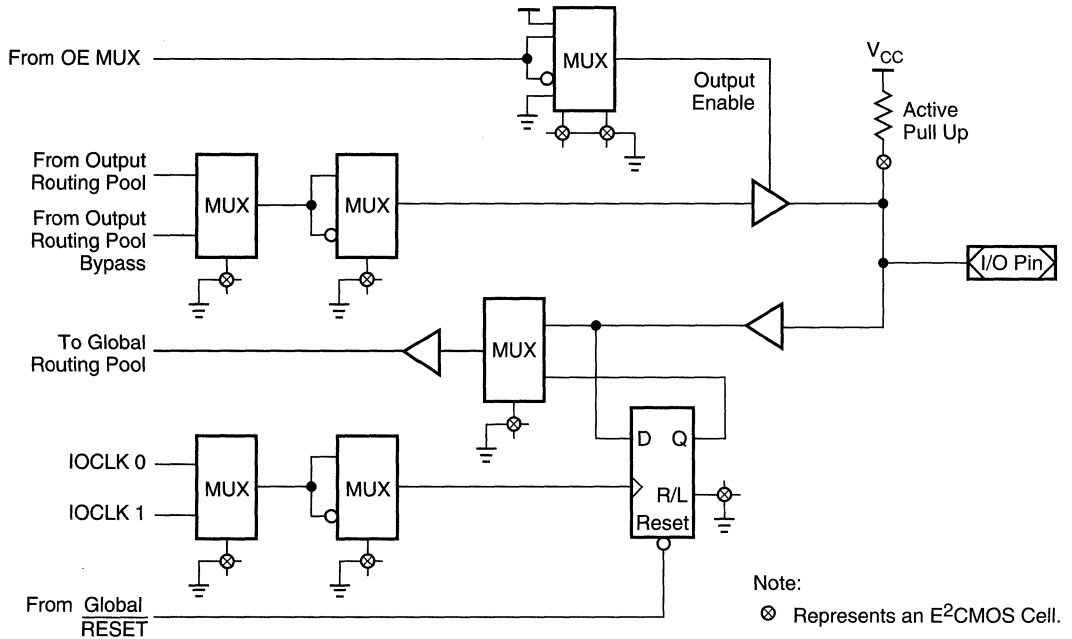 From OE MUX
MUX
Output
Enable
VCC
Active
Pull Up
From Output
Routing Pool
From Output
Routing Pool
Bypass
MUX
MUX
I/O Pin
To Global
Routing Pool
MUX
IOCLK 0
IOCLK 1
MUX
MUX
D Q
R/L
Reset
From Global
RESET
Note:
Represents an E2CMOS Cell.